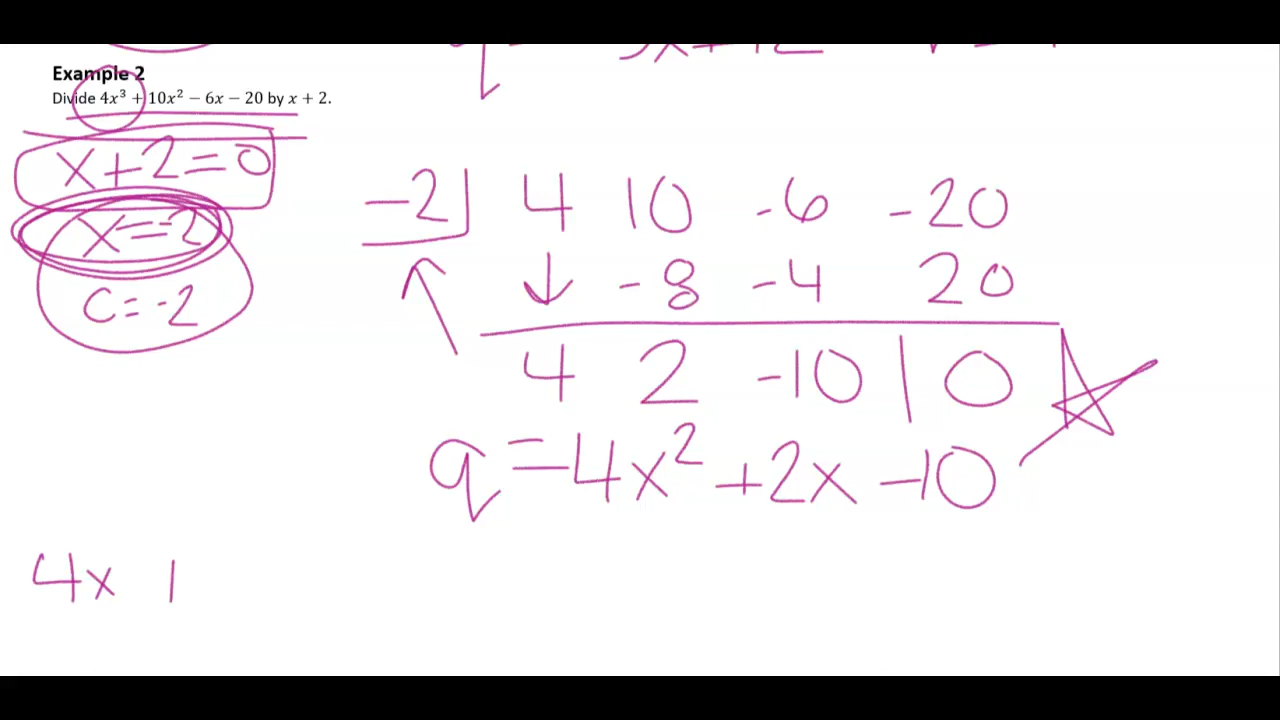 Example 2
Divide 4x³ + 10x² − 6x − 20 by x + 2.
x+2=0
x=-2
c=-2
-2 4 10 -6 -20
↓ -8 -4 20
4 2 -10 | 0
q=4x² +2x -10
4x